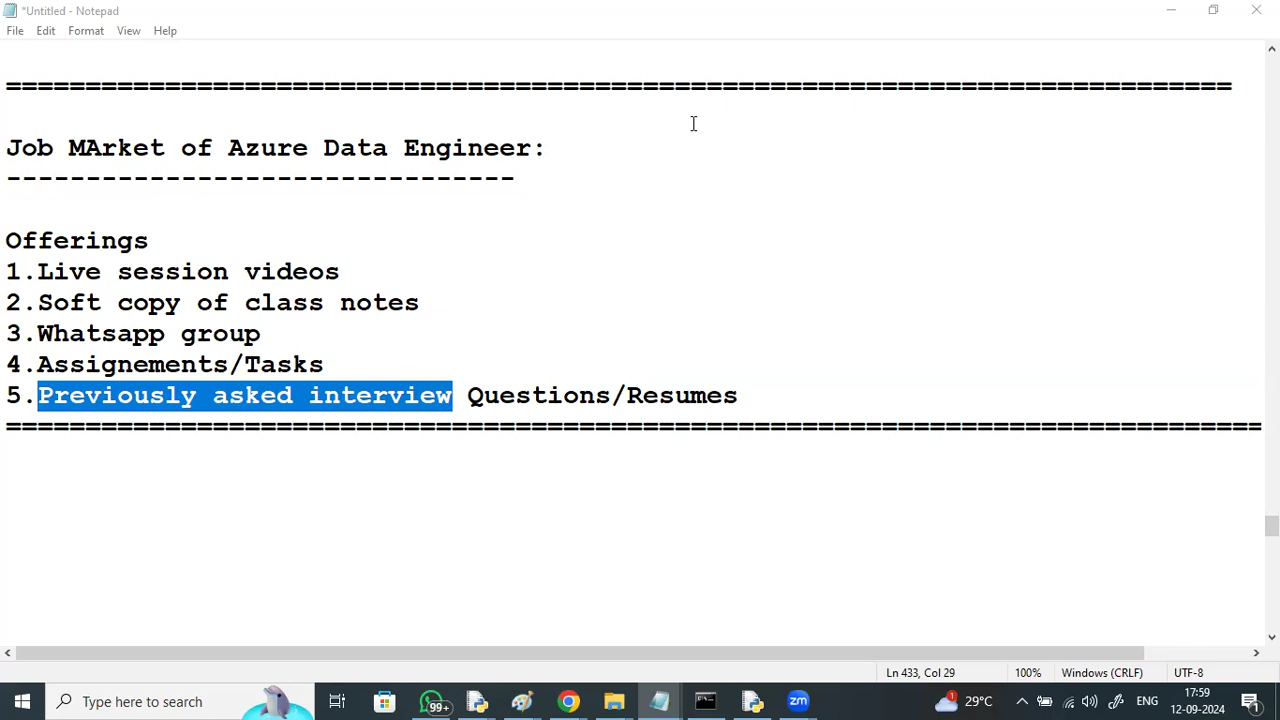 *Untitled - Notepad
File Edit Format View Help
=============================================================================
Job MArket of Azure Data Engineer:
--------------------------------
Offerings
1.Live session videos
2.Soft copy of class notes
3.Whatsapp group
4.Assignements/Tasks
5.Previously asked interview Questions/Resumes
===============================================================================
Ln 433, Col 29 100% Windows (CRLF) UTF-8
Type here to search 99+ zm 1 29°C ENG 17:59 12-09-2024 1